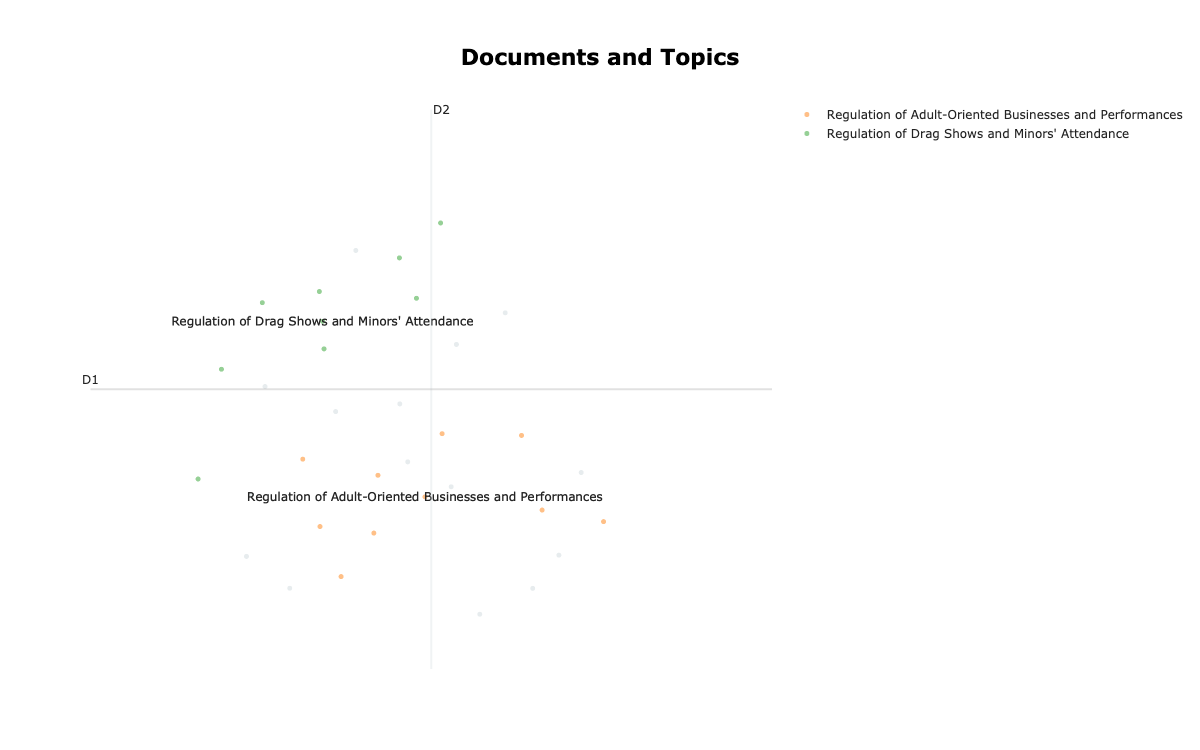 Documents and Topics
D2
Regulation of Adult-Oriented Businesses and Performances
Regulation of Drag Shows and Minors' Attendance
Regulation of Drag Shows and Minors' Attendance
D1
Regulation of Adult-Oriented Businesses and Performances